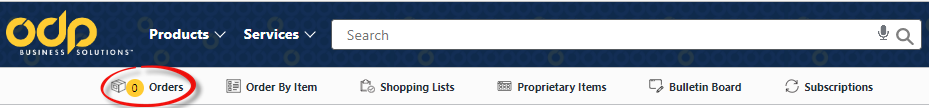 odp
BUSINESS SOLUTIONS™
Products Services Search
0 Orders Order By Item Shopping Lists Proprietary Items Bulletin Board Subscriptions